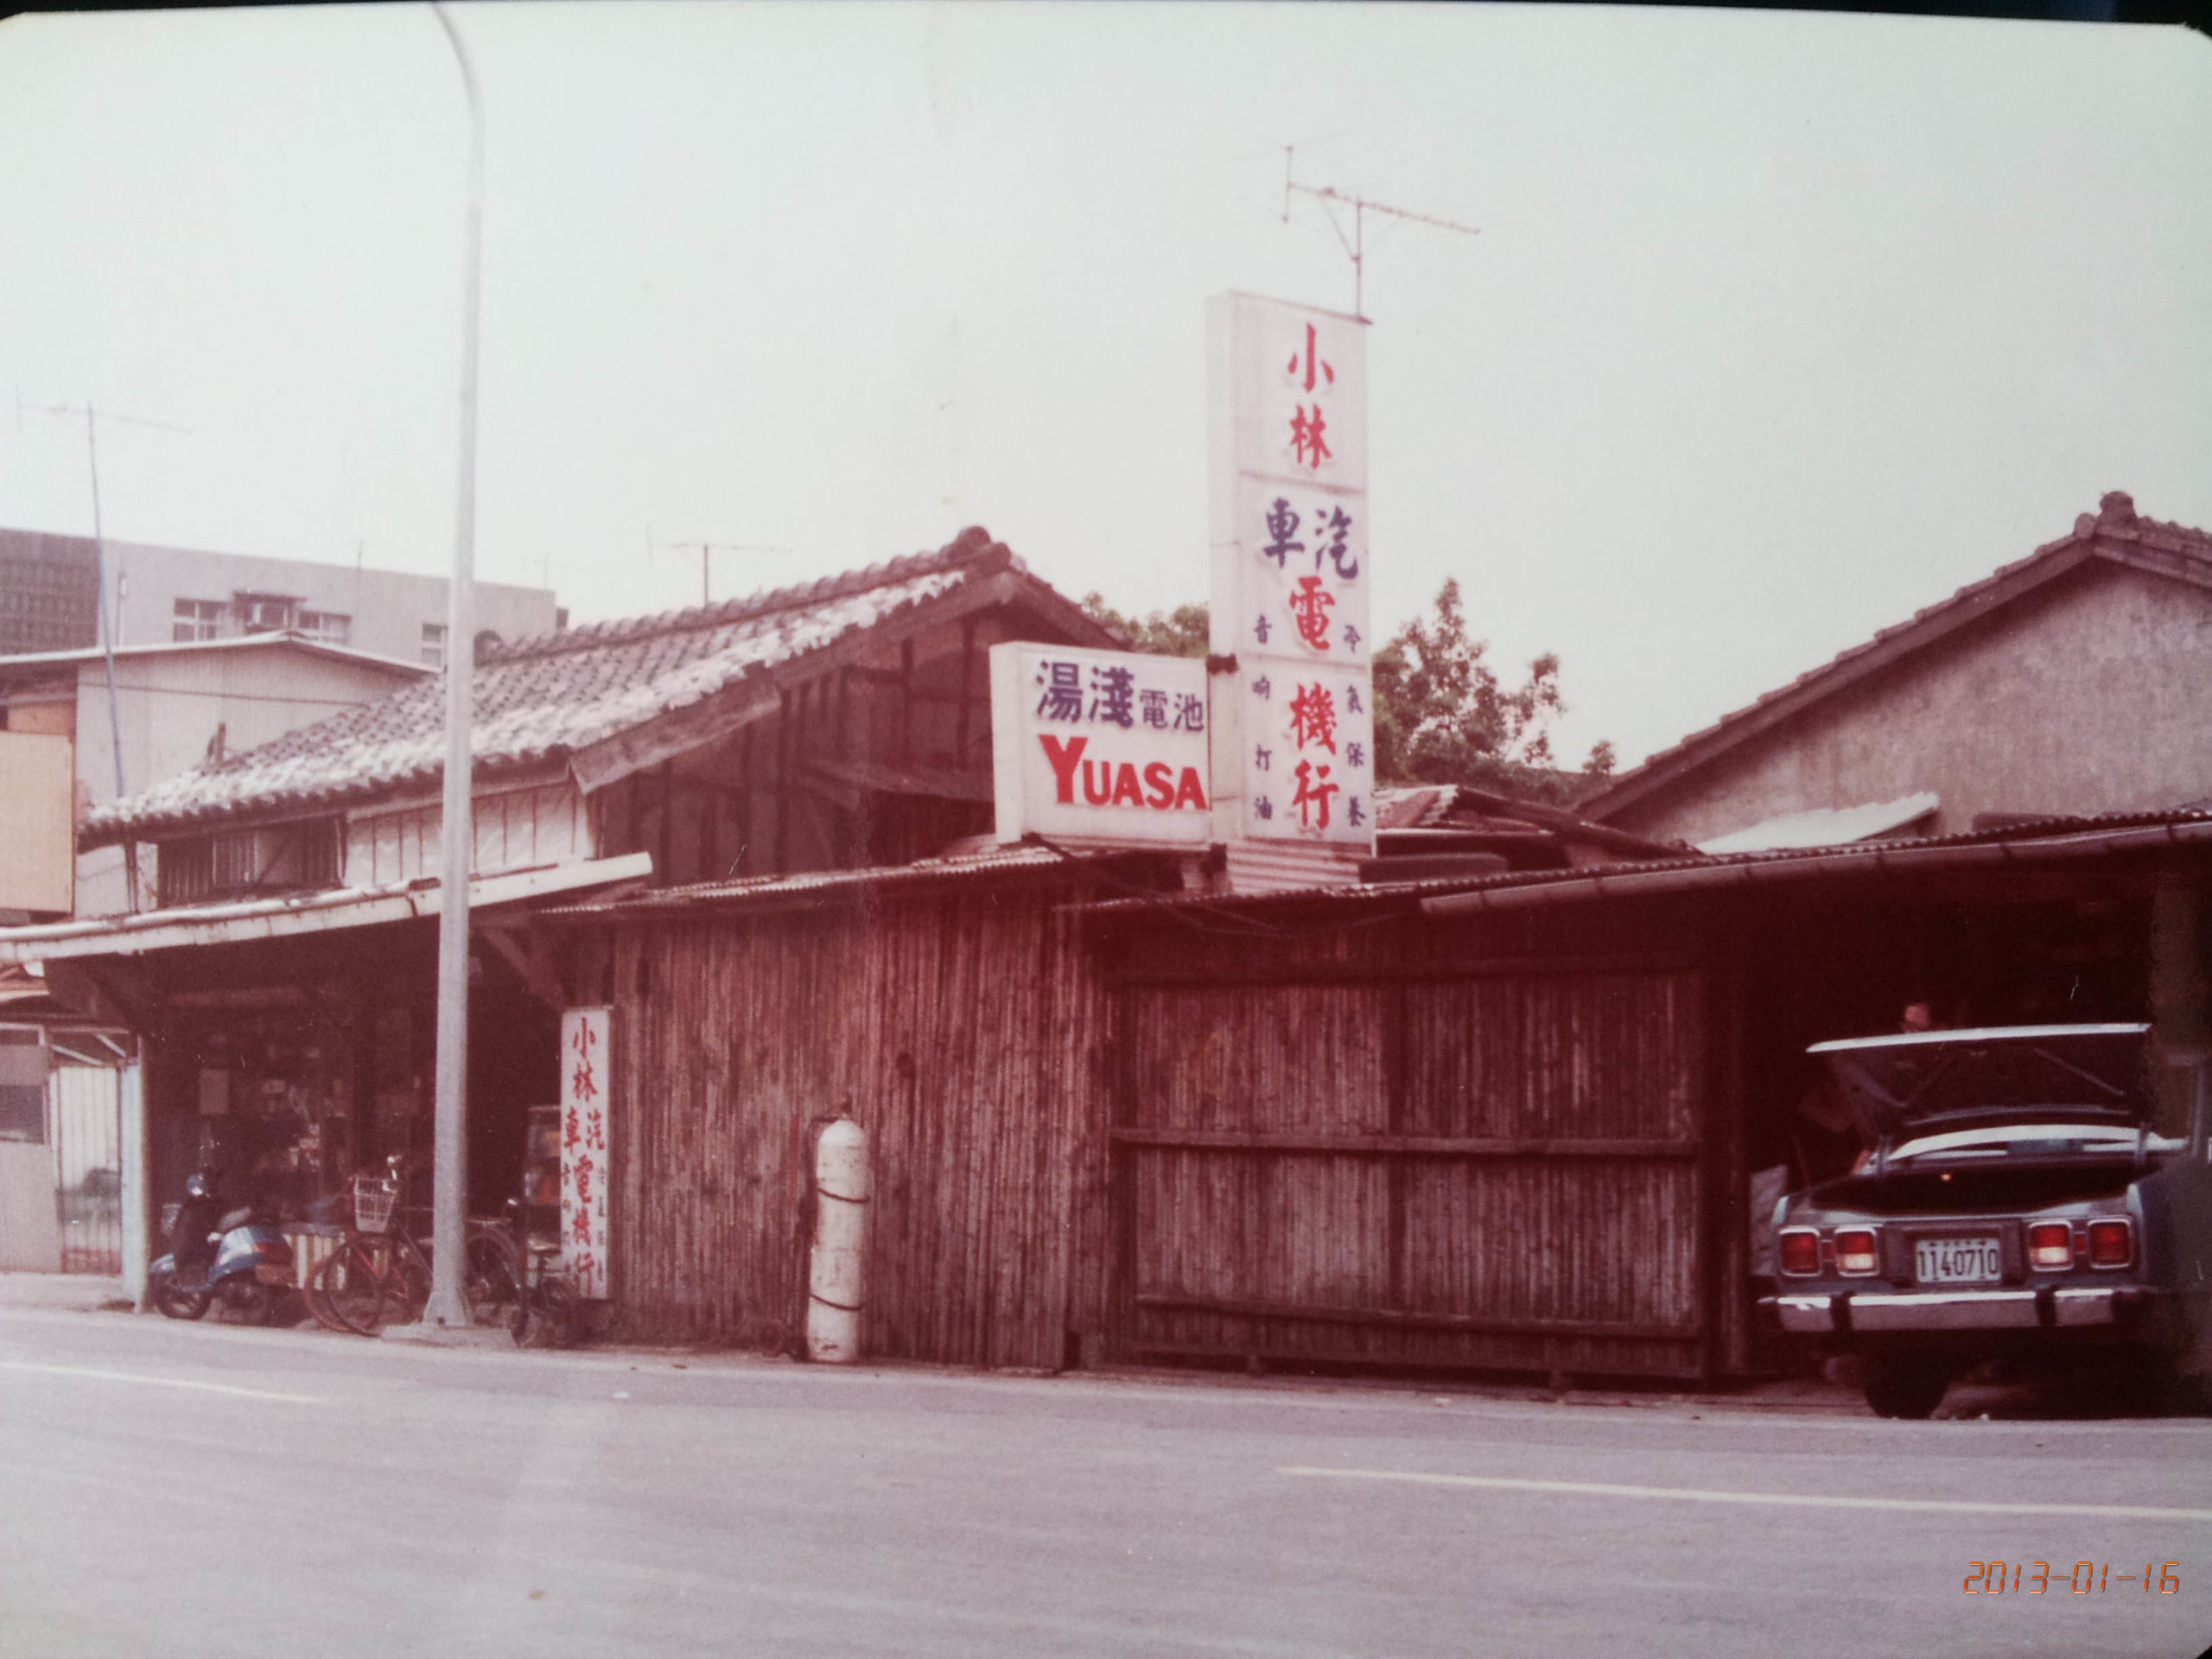 小林
汽車
電機行
冷氣保養
音响打油
湯淺電池
YUASA
小林
汽車
電機行
1140710
2013-01-16